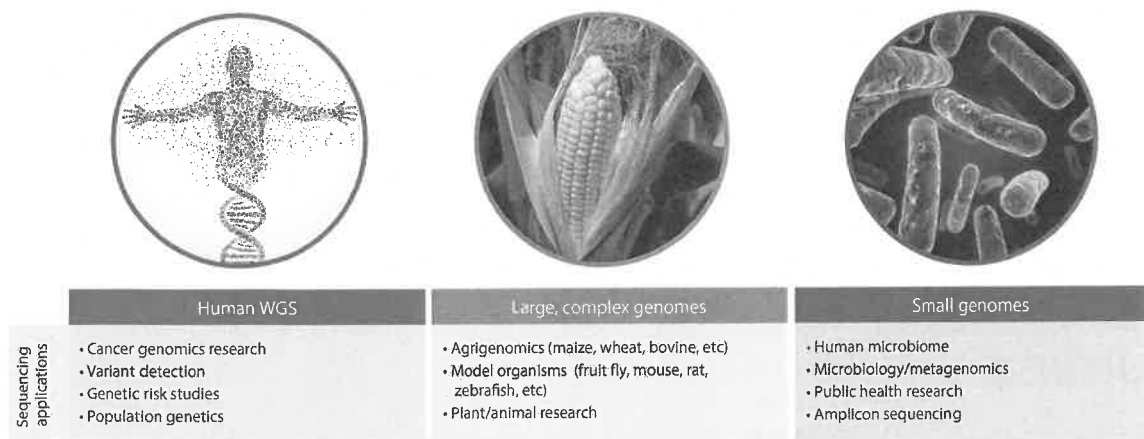 Human WGS
Large, complex genomes
Small genomes
Sequencing
applications
• Cancer genomics research
• Variant detection
• Genetic risk studies
• Population genetics
• Agrigenomics (maize, wheat, bovine, etc)
• Model organisms (fruit fly, mouse, rat,
zebrafish, etc)
• Plant/animal research
• Human microbiome
• Microbiology/metagenomics
• Public health research
• Amplicon sequencing